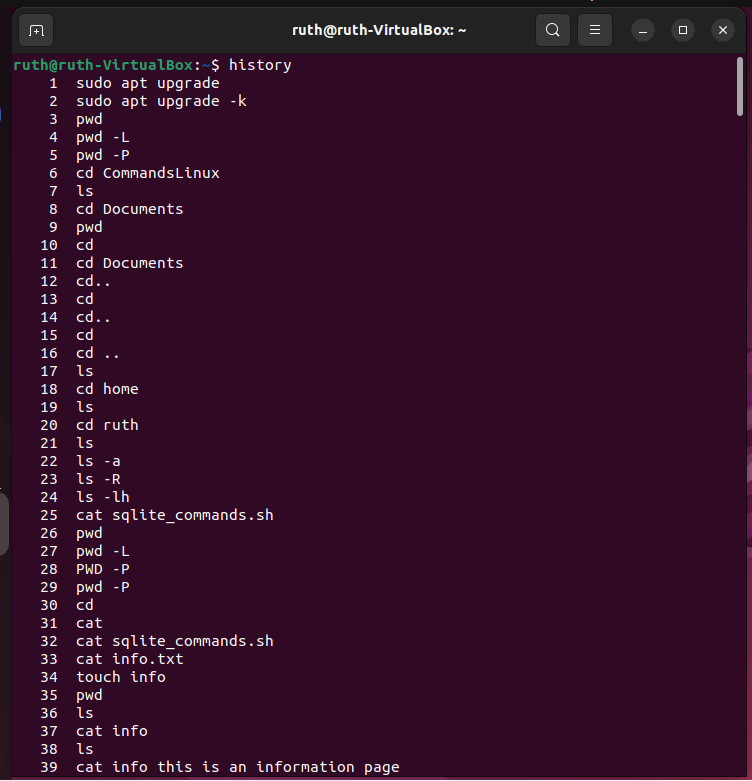 ruth@ruth-VirtualBox: ~
ruth@ruth-VirtualBox:~$ history
1 sudo apt upgrade
2 sudo apt upgrade -k
3 pwd
4 pwd -L
5 pwd -P
6 cd CommandsLinux
7 ls
8 cd Documents
9 pwd
10 cd
11 cd Documents
12 cd..
13 cd
14 cd..
15 cd
16 cd ..
17 ls
18 cd home
19 ls
20 cd ruth
21 ls
22 ls -a
23 ls -R
24 ls -lh
25 cat sqlite_commands.sh
26 pwd
27 pwd -L
28 PWD -P
29 pwd -P
30 cd
31 cat
32 cat sqlite_commands.sh
33 cat info.txt
34 touch info
35 pwd
36 ls
37 cat info
38 ls
39 cat info this is an information page